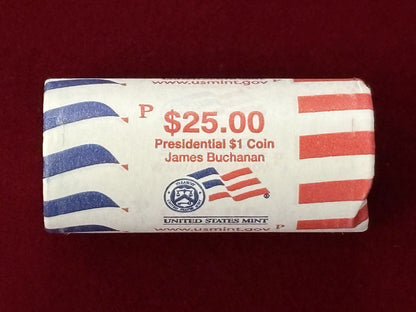 www.usmint.gov
P
$25.00
Presidential $1 Coin
James Buchanan
UNITED STATES MINT
www.usmint.gov P